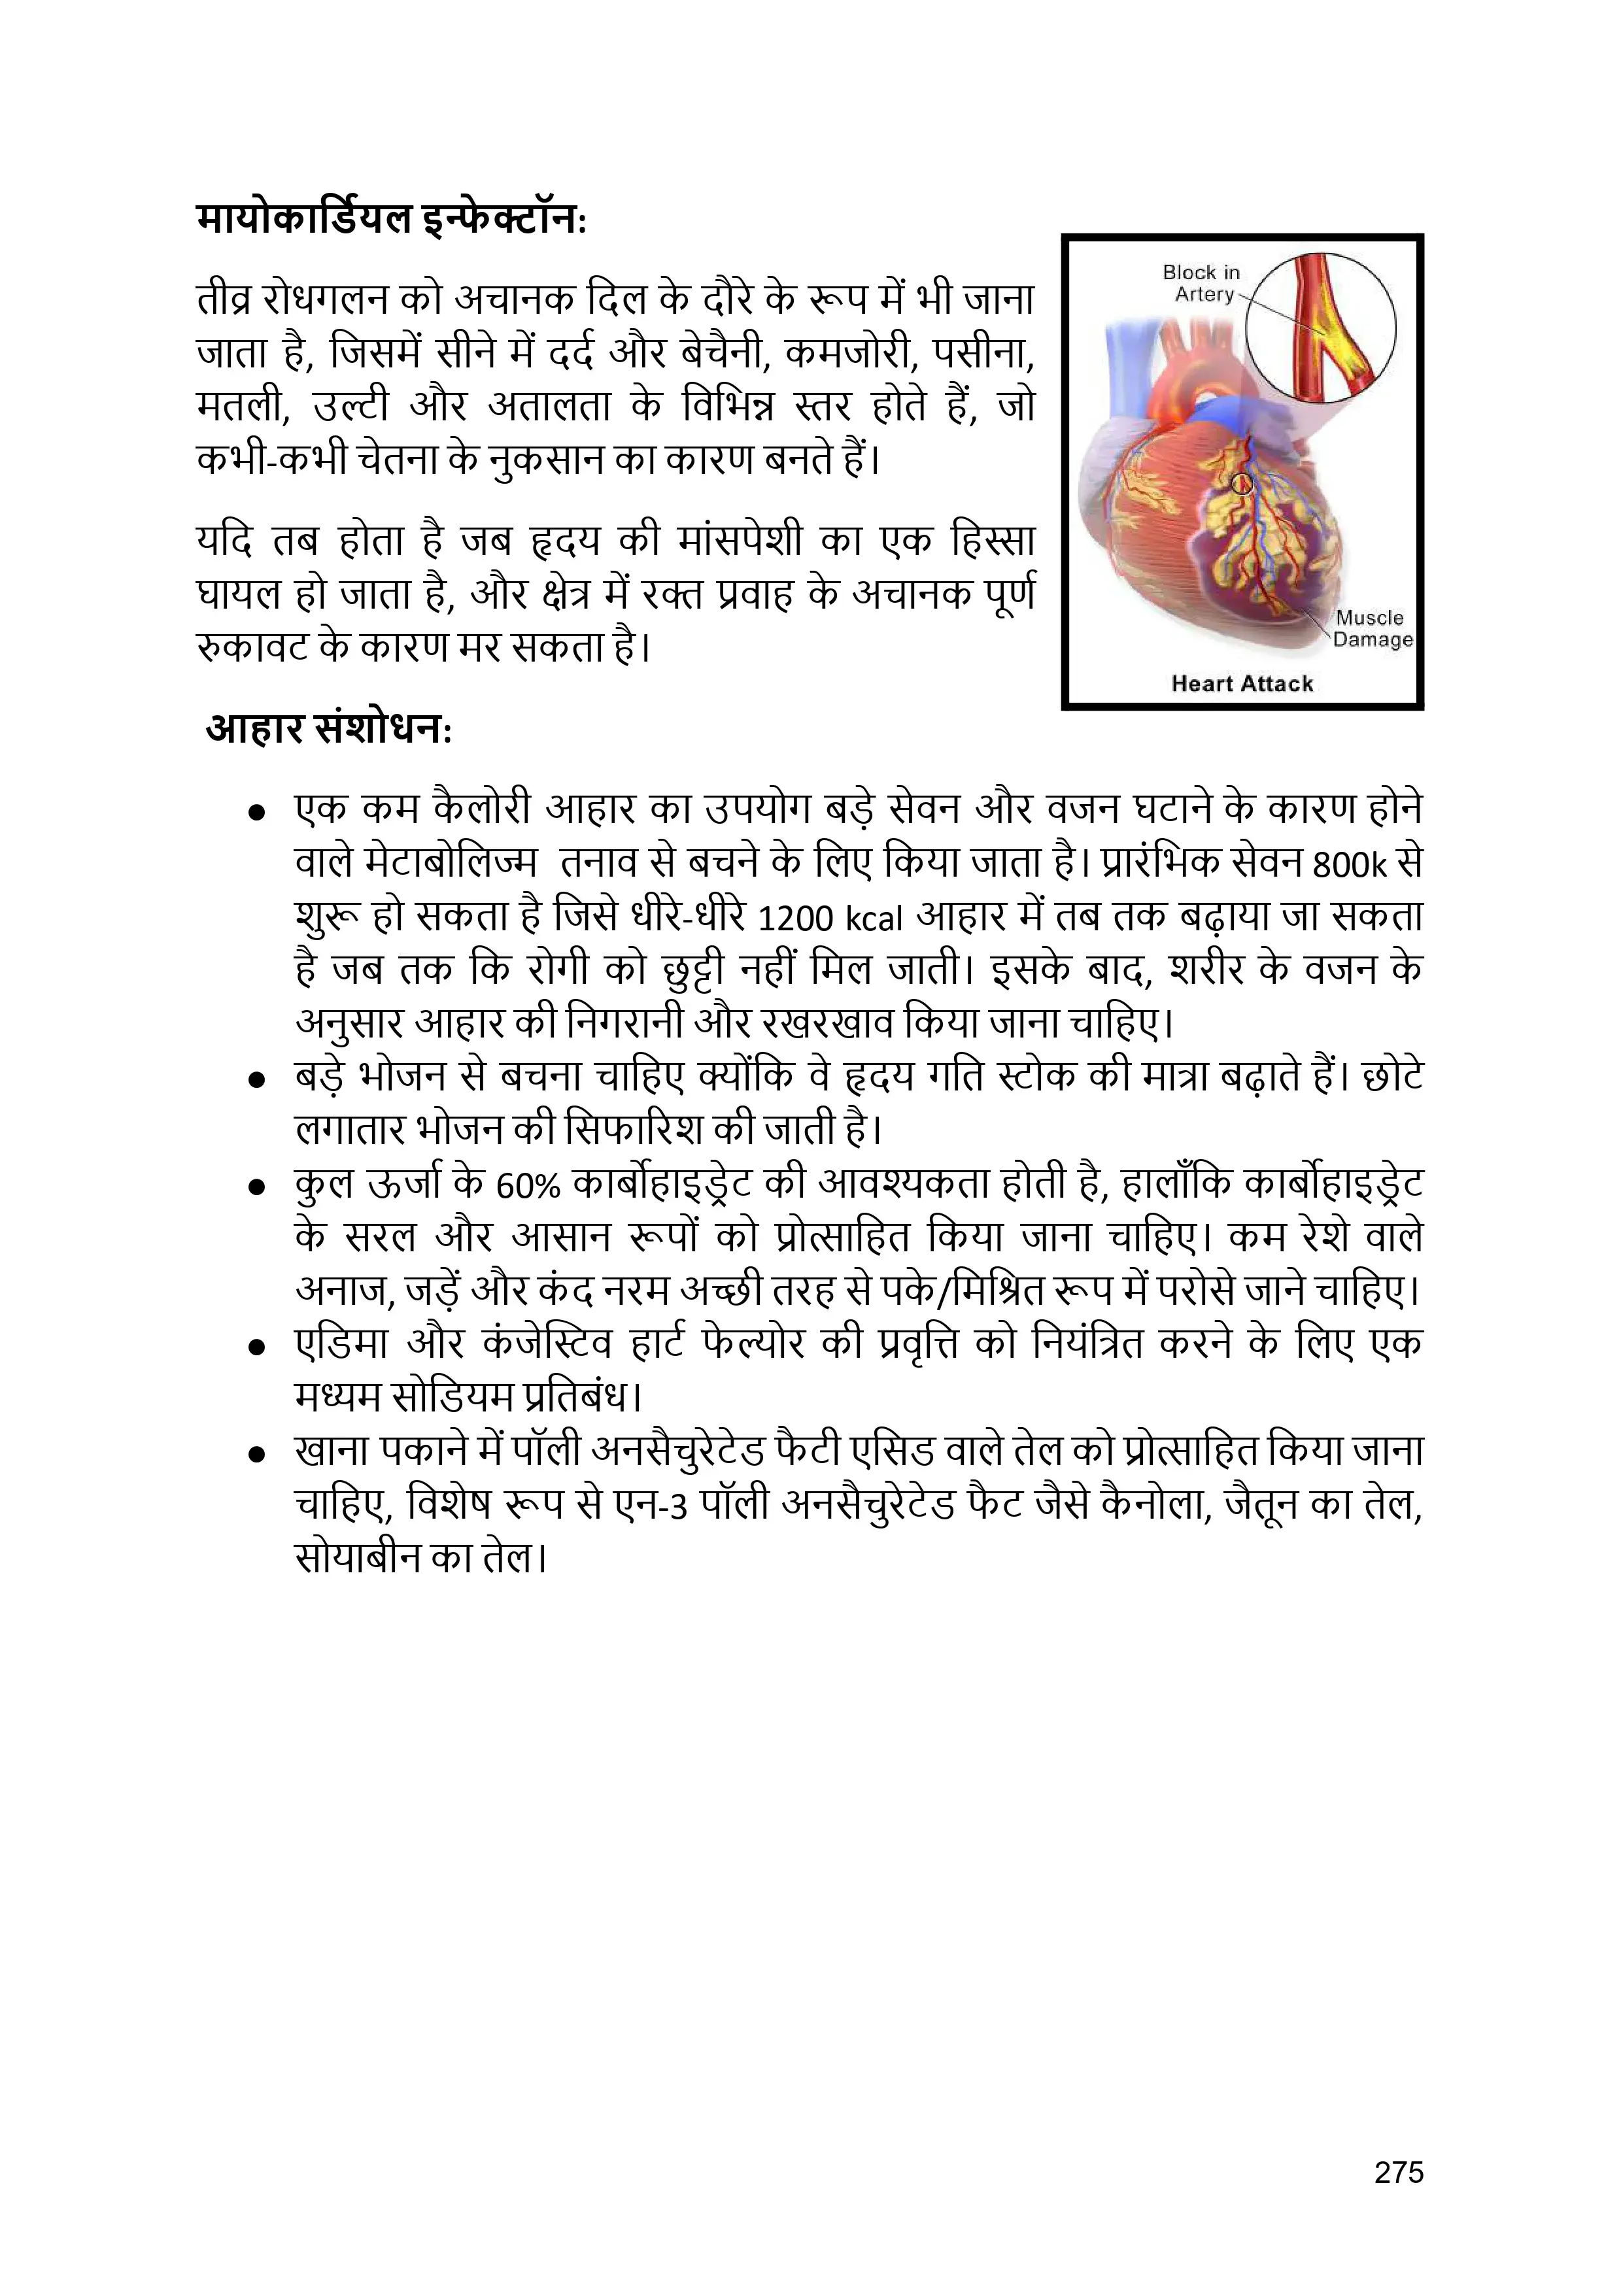 मायोकार्डियल इन्फेक्टॉन:
तीव्र रोधगलन को अचानक दिल के दौरे के रूप में भी जाना
जाता है, जिसमें सीने में दर्द और बेचैनी, कमजोरी, पसीना,
मतली, उल्टी और अतालता के विभिन्न स्तर होते हैं, जो
कभी-कभी चेतना के नुकसान का कारण बनते हैं।
यदि तब होता है जब हृदय की मांसपेशी का एक हिस्सा
घायल हो जाता है, और क्षेत्र में रक्त प्रवाह के अचानक पूर्ण
रुकावट के कारण मर सकता है।
Block in
Artery
Muscle
Damage
Heart Attack
आहार संशोधन:
● एक कम कैलोरी आहार का उपयोग बड़े सेवन और वजन घटाने के कारण होने
वाले मेटाबोलिज्म तनाव से बचने के लिए किया जाता है। प्रारंभिक सेवन 800k से
शुरू हो सकता है जिसे धीरे-धीरे 1200 kcal आहार में तब तक बढ़ाया जा सकता
है जब तक कि रोगी को छुट्टी नहीं मिल जाती। इसके बाद, शरीर के वजन के
अनुसार आहार की निगरानी और रखरखाव किया जाना चाहिए।
● बड़े भोजन से बचना चाहिए क्योंकि वे हृदय गति स्टोक की मात्रा बढ़ाते हैं। छोटे
लगातार भोजन की सिफारिश की जाती है।
● कुल ऊर्जा के 60% कार्बोहाइड्रेट की आवश्यकता होती है, हालाँकि कार्बोहाइड्रेट
के सरल और आसान रूपों को प्रोत्साहित किया जाना चाहिए। कम रेशे वाले
अनाज, जड़ें और कंद नरम अच्छी तरह से पके/मिश्रित रूप में परोसे जाने चाहिए।
● एडिमा और कंजेस्टिव हार्ट फेल्योर की प्रवृत्ति को नियंत्रित करने के लिए एक
मध्यम सोडियम प्रतिबंध।
● खाना पकाने में पॉली अनसैचुरेटेड फैटी एसिड वाले तेल को प्रोत्साहित किया जाना
चाहिए, विशेष रूप से एन-3 पॉली अनसैचुरेटेड फैट जैसे कैनोला, जैतून का तेल,
सोयाबीन का तेल।
275